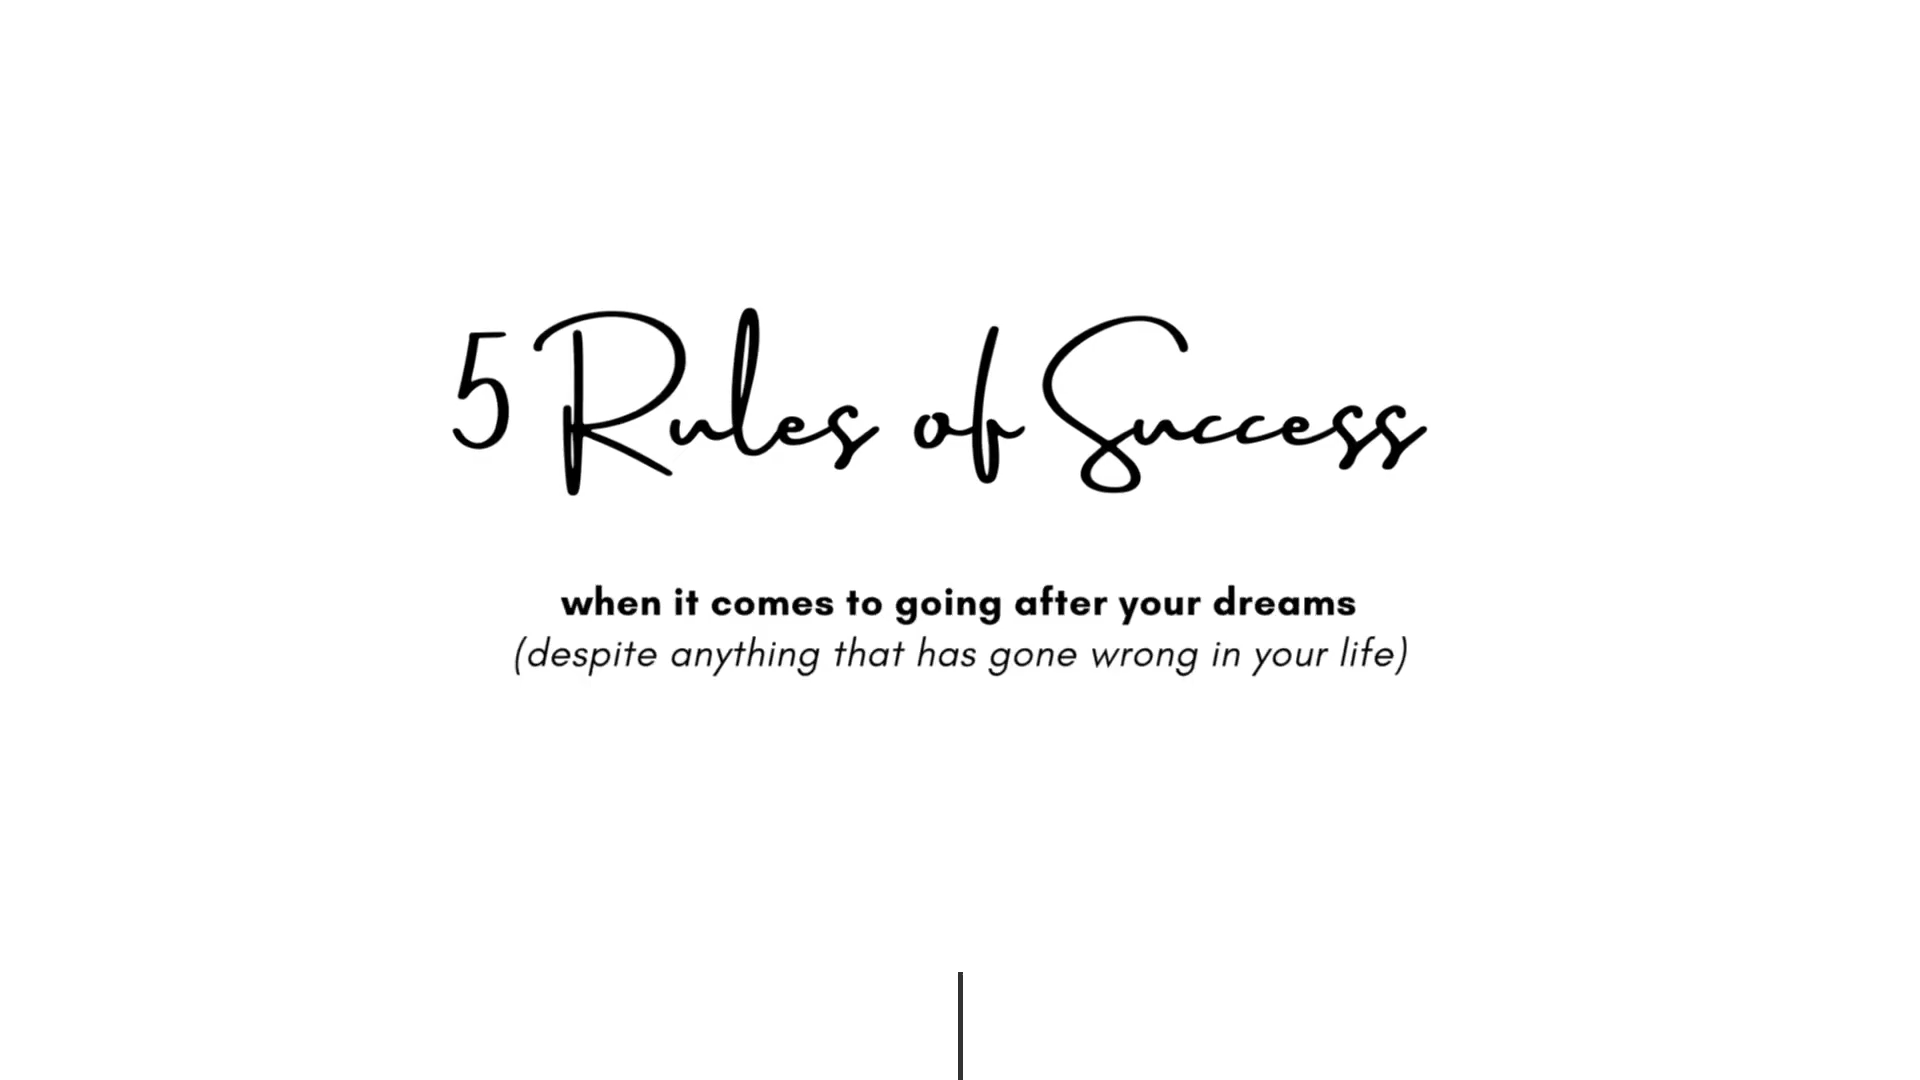 5 Rules of Success
when it comes to going after your dreams
(despite anything that has gone wrong in your life)